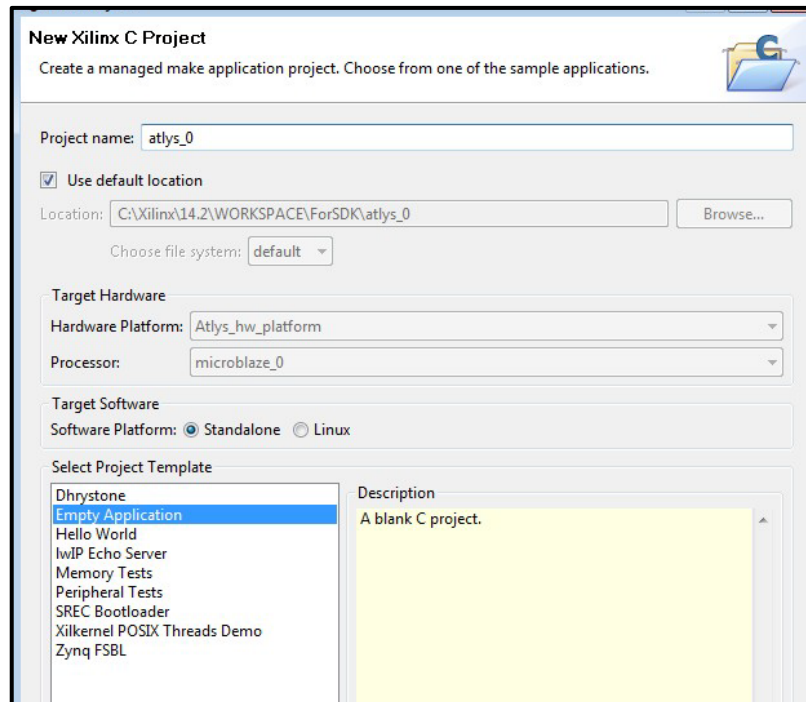 New Xilinx C Project
Create a managed make application project. Choose from one of the sample applications.
C
Project name: atlys_0
Use default location
Location: C:\Xilinx\14.2\WORKSPACE\ForSDK\atlys_0 Browse...
Choose file system: default
Target Hardware
Hardware Platform: Atlys_hw_platform
Processor: microblaze_0
Target Software
Software Platform: Standalone Linux
Select Project Template
Dhrystone
Empty Application
Hello World
lwIP Echo Server
Memory Tests
Peripheral Tests
SREC Bootloader
Xilkernel POSIX Threads Demo
Zynq FSBL
Description
A blank C project.